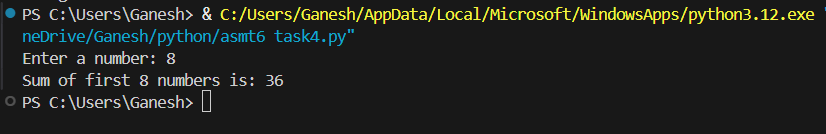 PS C:\Users\Ganesh> & C:/Users/Ganesh/AppData/Local/Microsoft/WindowsApps/python3.12.exe
neDrive/Ganesh/python/asmt6 task4.py"
Enter a number: 8
Sum of first 8 numbers is: 36
PS C:\Users\Ganesh>